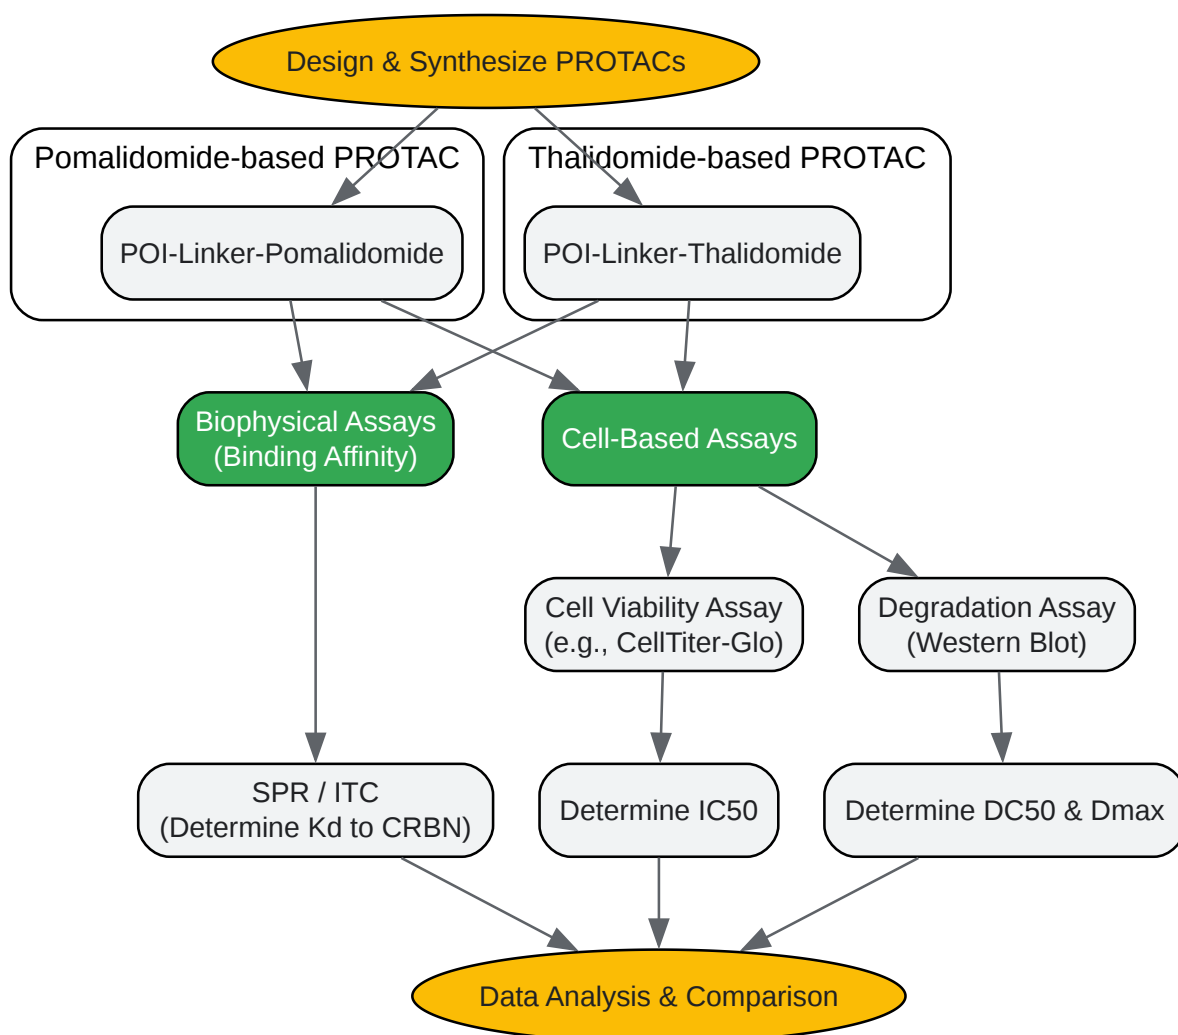 Design & Synthesize PROTACs
Pomalidomide-based PROTAC
Thalidomide-based PROTAC
POI-Linker-Pomalidomide
POI-Linker-Thalidomide
Biophysical Assays
(Binding Affinity)
Cell-Based Assays
Cell Viability Assay
(e.g., CellTiter-Glo)
Degradation Assay
(Western Blot)
SPR / ITC
(Determine Kd to CRBN)
Determine IC50
Determine DC50 & Dmax
Data Analysis & Comparison